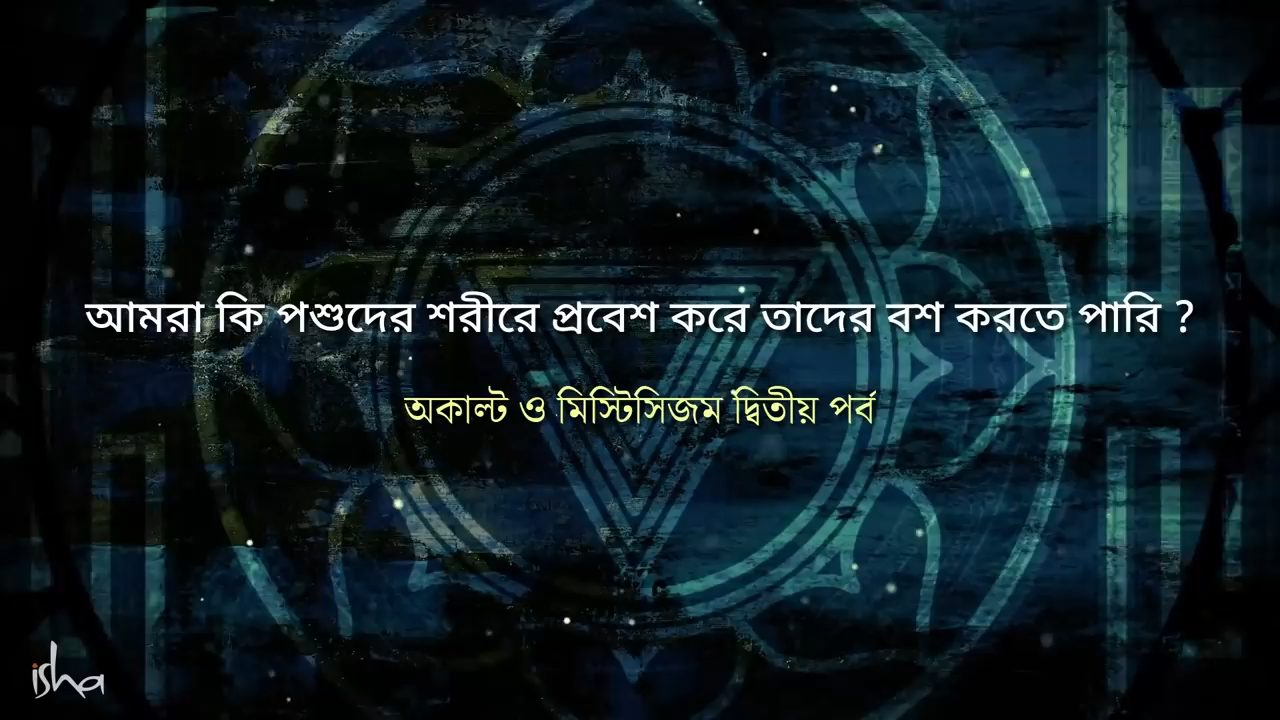 আমরা কি পশুদের শরীরে প্রবেশ করে তাদের বশ করতে পারি ?
অকাল্ট ও মিস্টিসিজম দ্বিতীয় পর্ব
isha